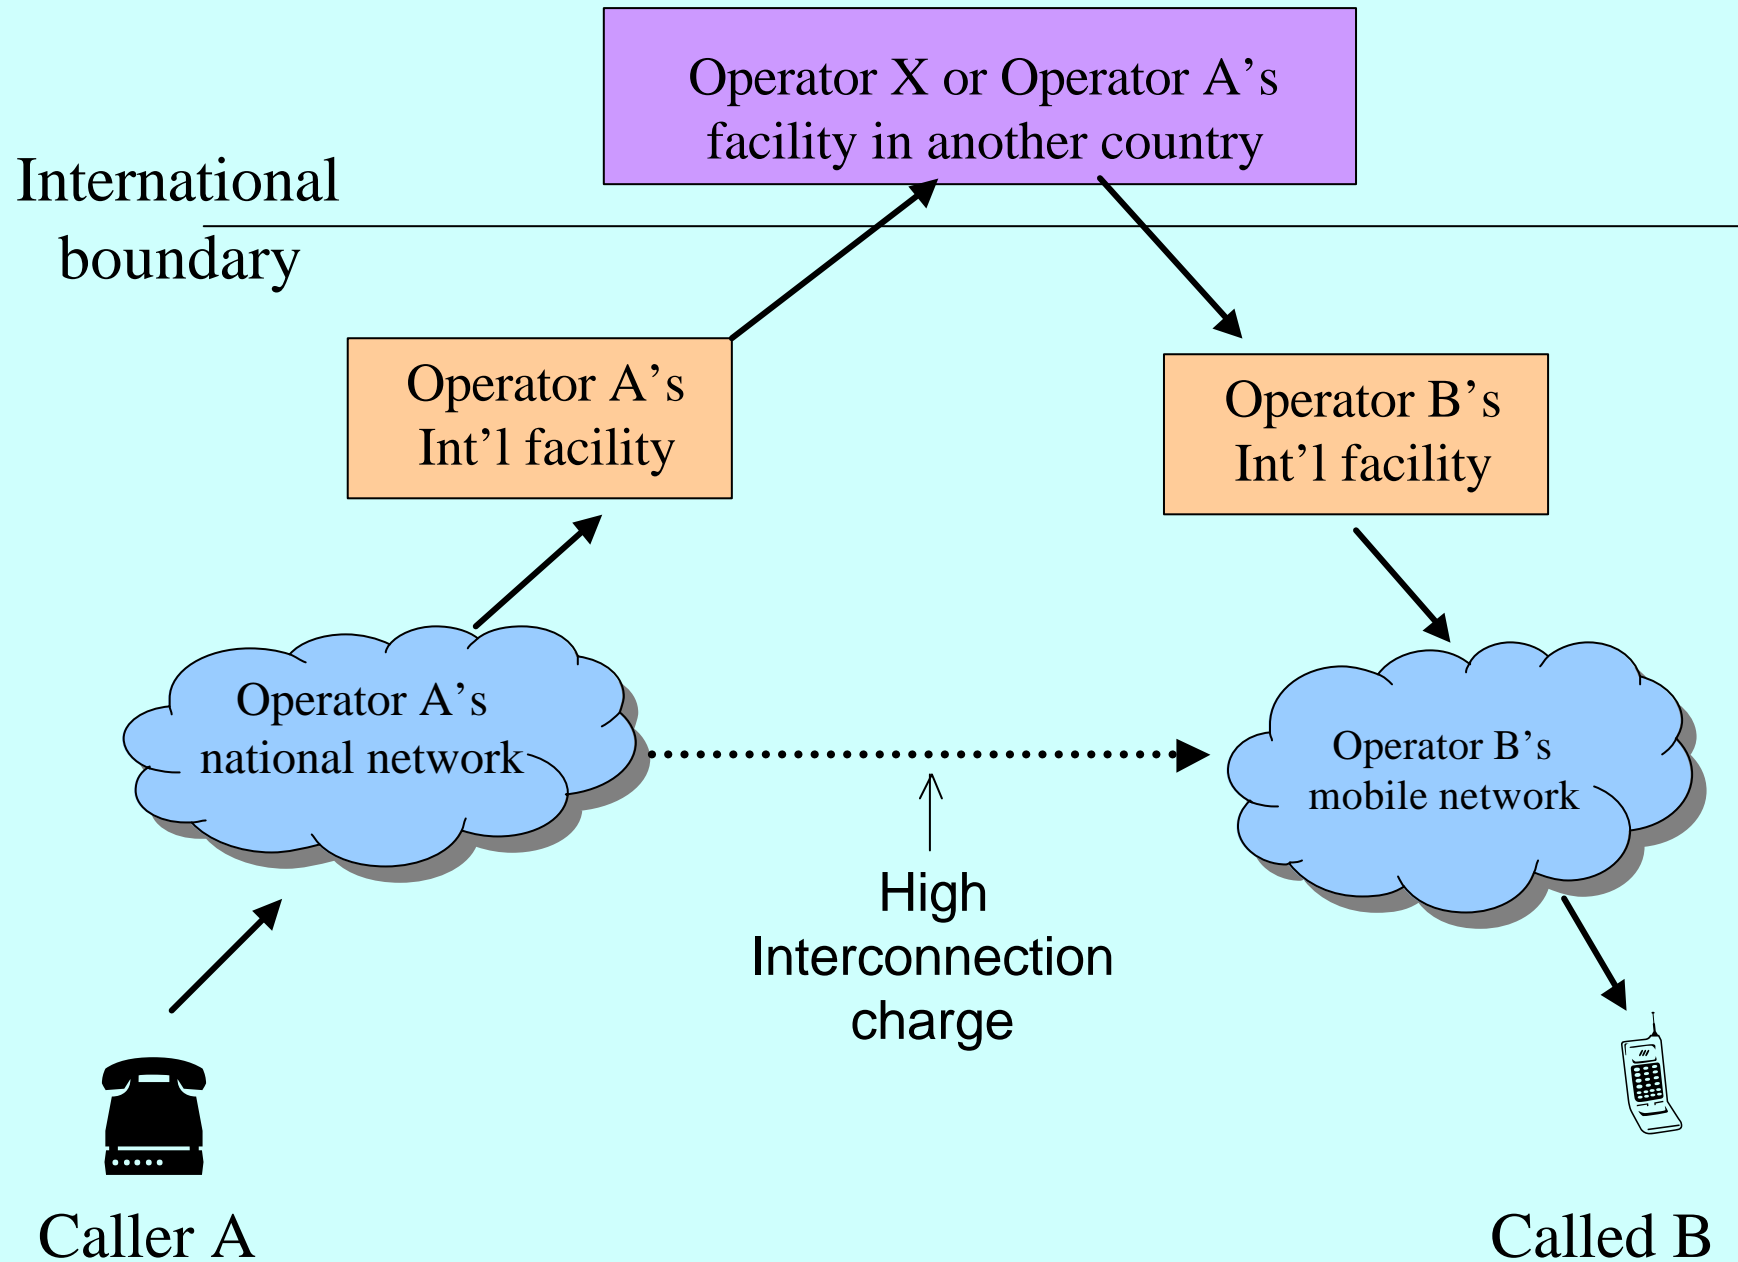 Operator X or Operator A’s
facility in another country
International
boundary
Operator A’s
Int’l facility
Operator B’s
Int’l facility
Operator A’s
national network
Operator B’s
mobile network
High
Interconnection
charge
Caller A
Called B